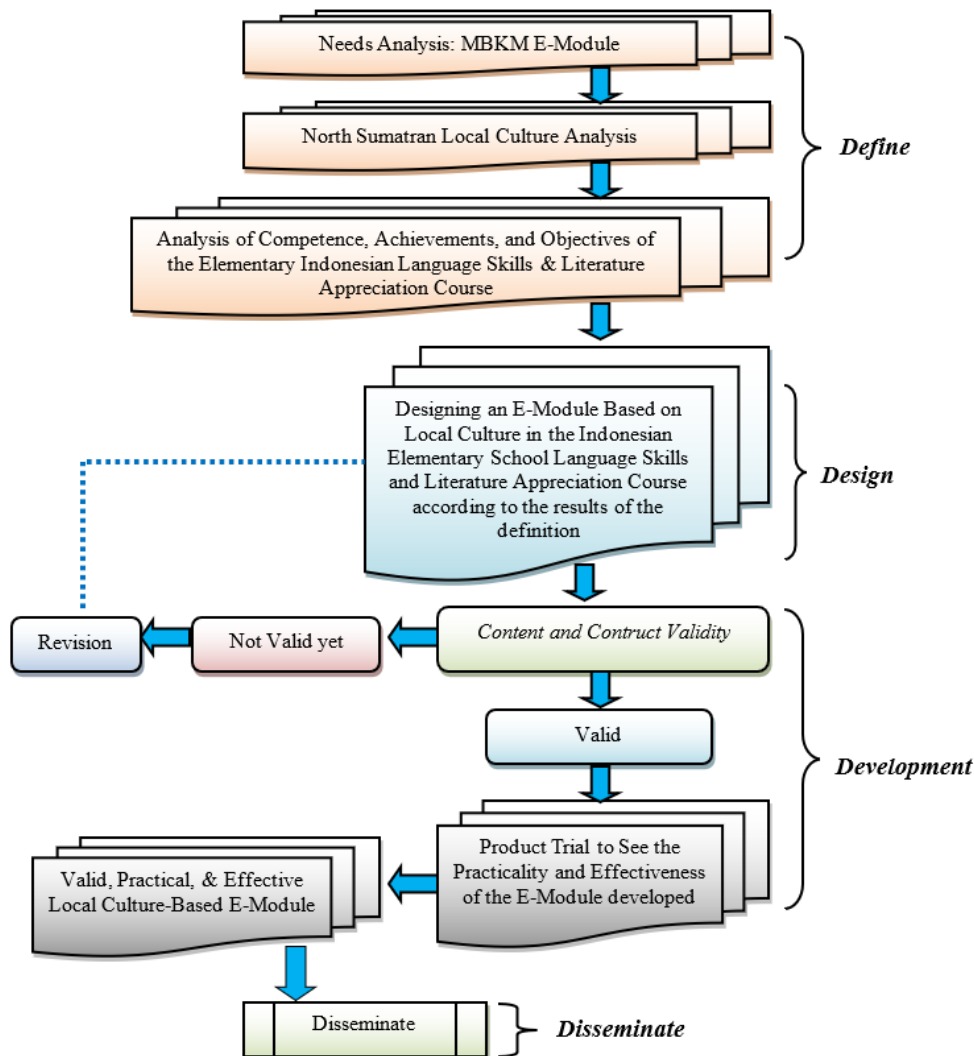 Needs Analysis: MBKM E-Module
North Sumatran Local Culture Analysis
Define
Analysis of Competence, Achievements, and Objectives of
the Elementary Indonesian Language Skills & Literature
Appreciation Course
Designing an E-Module Based on
Local Culture in the Indonesian
Elementary School Language Skills
and Literature Appreciation Course
according to the results of the
definition
Design
Revision
Not Valid yet
Content and Contruct Validity
Valid
Development
Product Trial to See the
Practicality and Effectiveness
of the E-Module developed
Valid, Practical, & Effective
Local Culture-Based E-Module
Disseminate
Disseminate